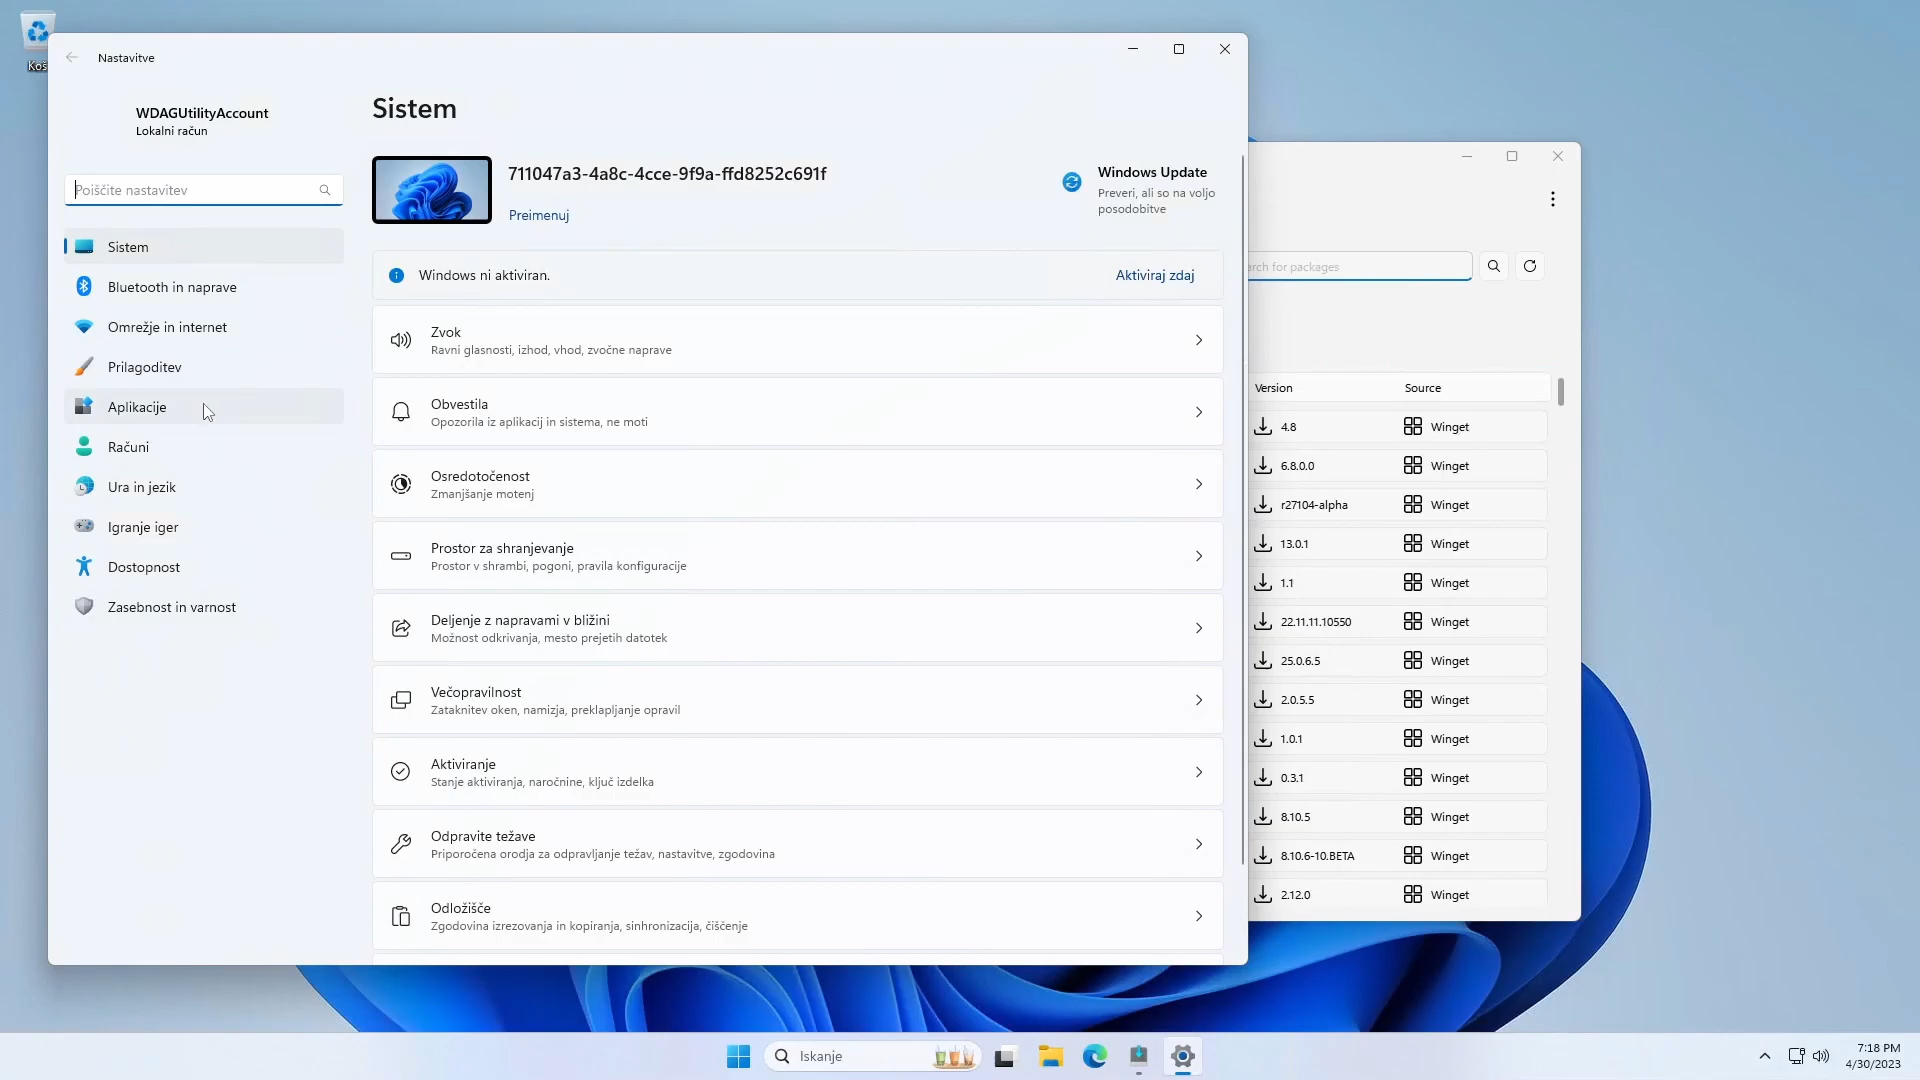 Koš
Nastavitve
WDAGUtilityAccount
Lokalni račun
Poiščite nastavitev
Sistem
Bluetooth in naprave
Omrežje in internet
Prilagoditev
Aplikacije
Računi
Ura in jezik
Igranje iger
Dostopnost
Zasebnost in varnost
Sistem
711047a3-4a8c-4cce-9f9a-ffd8252c691f
Preimenuj
Windows Update
Preveri, ali so na voljo
posodobitve
Windows ni aktiviran.
Aktiviraj zdaj
Zvok
Ravni glasnosti, izhod, vhod, zvočne naprave
Obvestila
Opozorila iz aplikacij in sistema, ne moti
Osredotočenost
Zmanjšanje motenj
Prostor za shranjevanje
Prostor v shrambi, pogoni, pravila konfiguracije
Deljenje z napravami v bližini
Možnost odkrivanja, mesto prejetih datotek
Večopravilnost
Zataknitev oken, namizja, preklapljanje opravil
Aktiviranje
Stanje aktiviranja, naročnine, ključ izdelka
Odpravite težave
Priporočena orodja za odpravljanje težav, nastavitve, zgodovina
Odložišče
Zgodovina izrezovanja in kopiranja, sinhronizacija, čiščenje
for packages
Version Source
4.8 Winget
6.8.0.0 Winget
r27104-alpha Winget
13.0.1 Winget
1.1 Winget
22.11.11.10550 Winget
25.0.6.5 Winget
2.0.5.5 Winget
1.0.1 Winget
0.3.1 Winget
8.10.5 Winget
8.10.6-10.BETA Winget
2.12.0 Winget
Iskanje
7:18 PM
4/30/2023